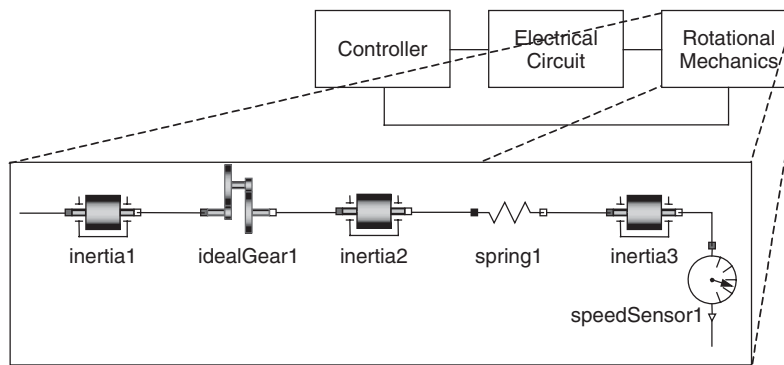 Controller
Electrical
Circuit
Rotational
Mechanics
inertia1
idealGear1
inertia2
spring1
inertia3
speedSensor1